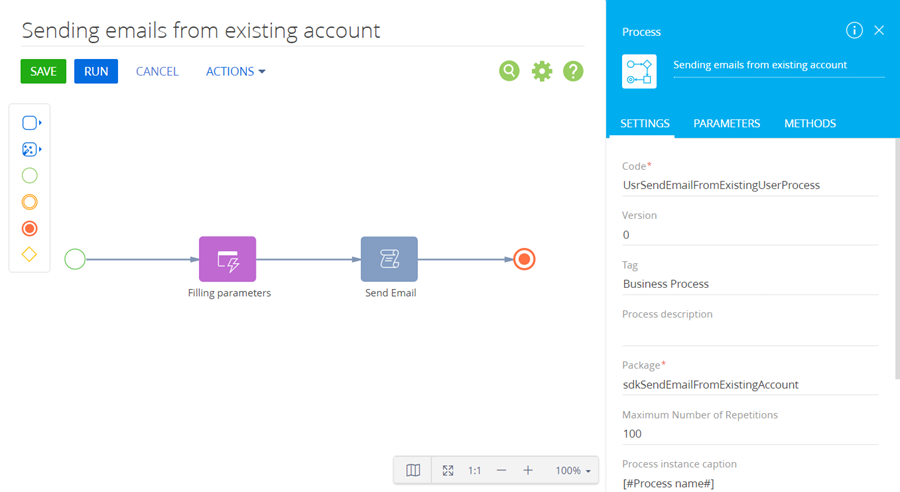 Sending emails from existing account
SAVE
RUN
CANCEL
ACTIONS
?
Filling parameters
Send Email
1:1
100%
Process
i
Sending emails from existing account
SETTINGS
PARAMETERS
METHODS
Code*
UsrSendEmailFromExistingUserProcess
Version
0
Tag
Business Process
Process description
Package*
sdkSendEmailFromExistingAccount
Maximum Number of Repetitions
100
Process instance caption
[#Process name#]